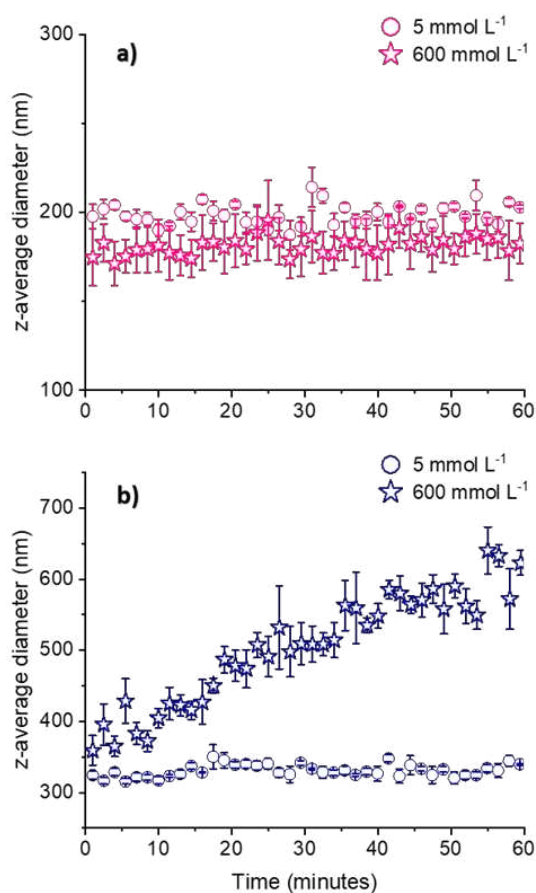 300
a)
5 mmol L⁻¹
600 mmol L⁻¹
200
z-average diameter (nm)
100
0 10 20 30 40 50 60
b)
5 mmol L⁻¹
600 mmol L⁻¹
700
600
500
400
300
z-average diameter (nm)
0 10 20 30 40 50 60
Time (minutes)